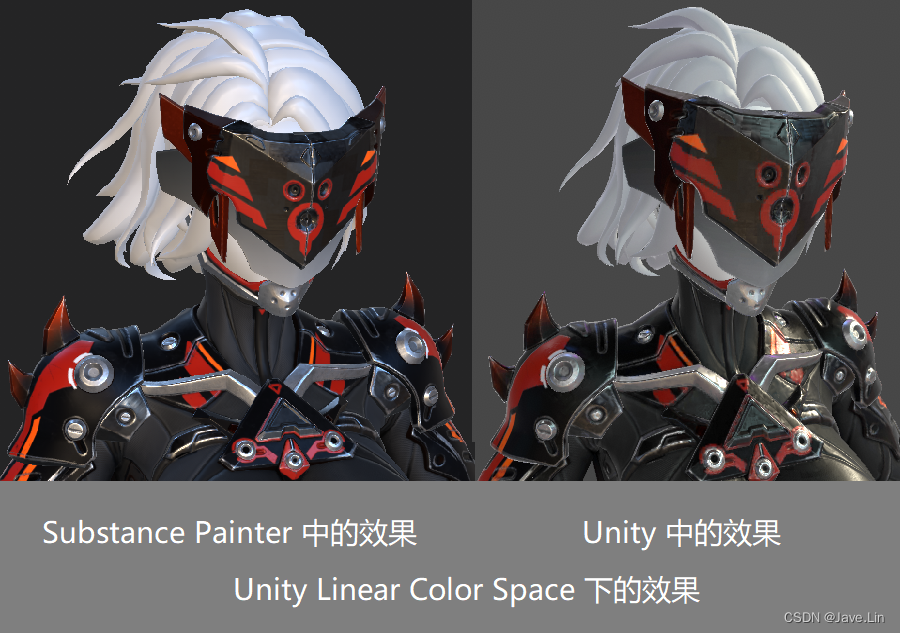 Substance Painter 中的效果
Unity 中的效果
Unity Linear Color Space 下的效果
CSDN @Jave.Lin